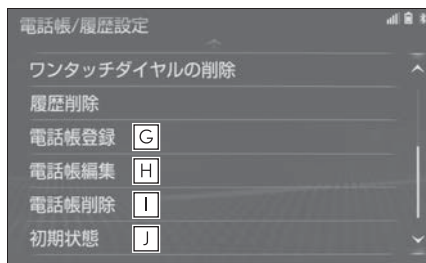 電話帳/履歴設定
ワンタッチダイヤルの削除
履歴削除
電話帳登録 G
電話帳編集 H
電話帳削除 I
初期状態 J